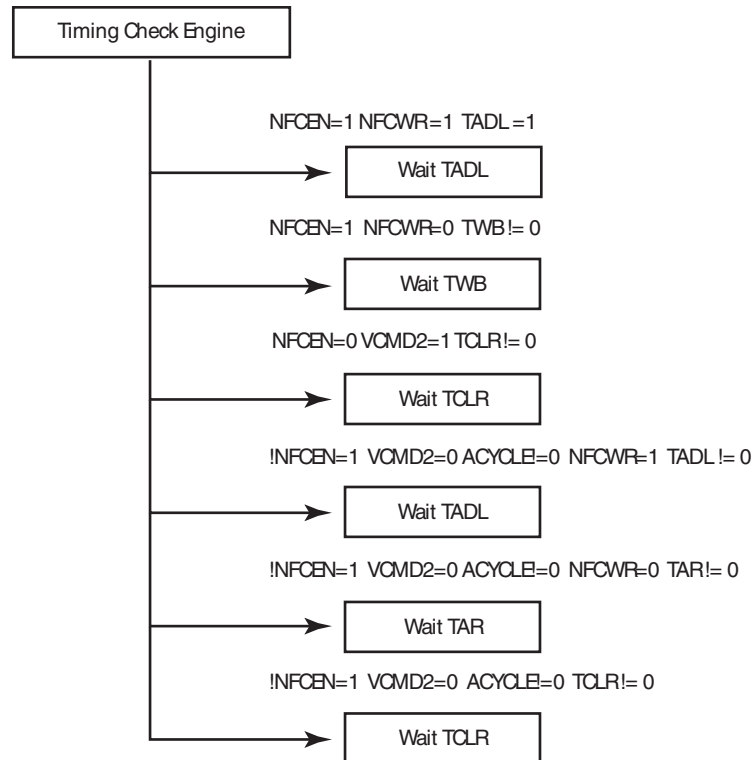 Timing Check Engine
NFCEN=1 NFCWR=1 TADL =1
Wait TADL
NFCEN=1 NFCWR=0 TWB != 0
Wait TWB
NFCEN=0 VCMD2=1 TCLR != 0
Wait TCLR
!NFCEN=1 VCMD2=0 ACYCLE!=0 NFCWR=1 TADL != 0
Wait TADL
!NFCEN=1 VCMD2=0 ACYCLE!=0 NFCWR=0 TAR != 0
Wait TAR
!NFCEN=1 VCMD2=0 ACYCLE!=0 TCLR != 0
Wait TCLR